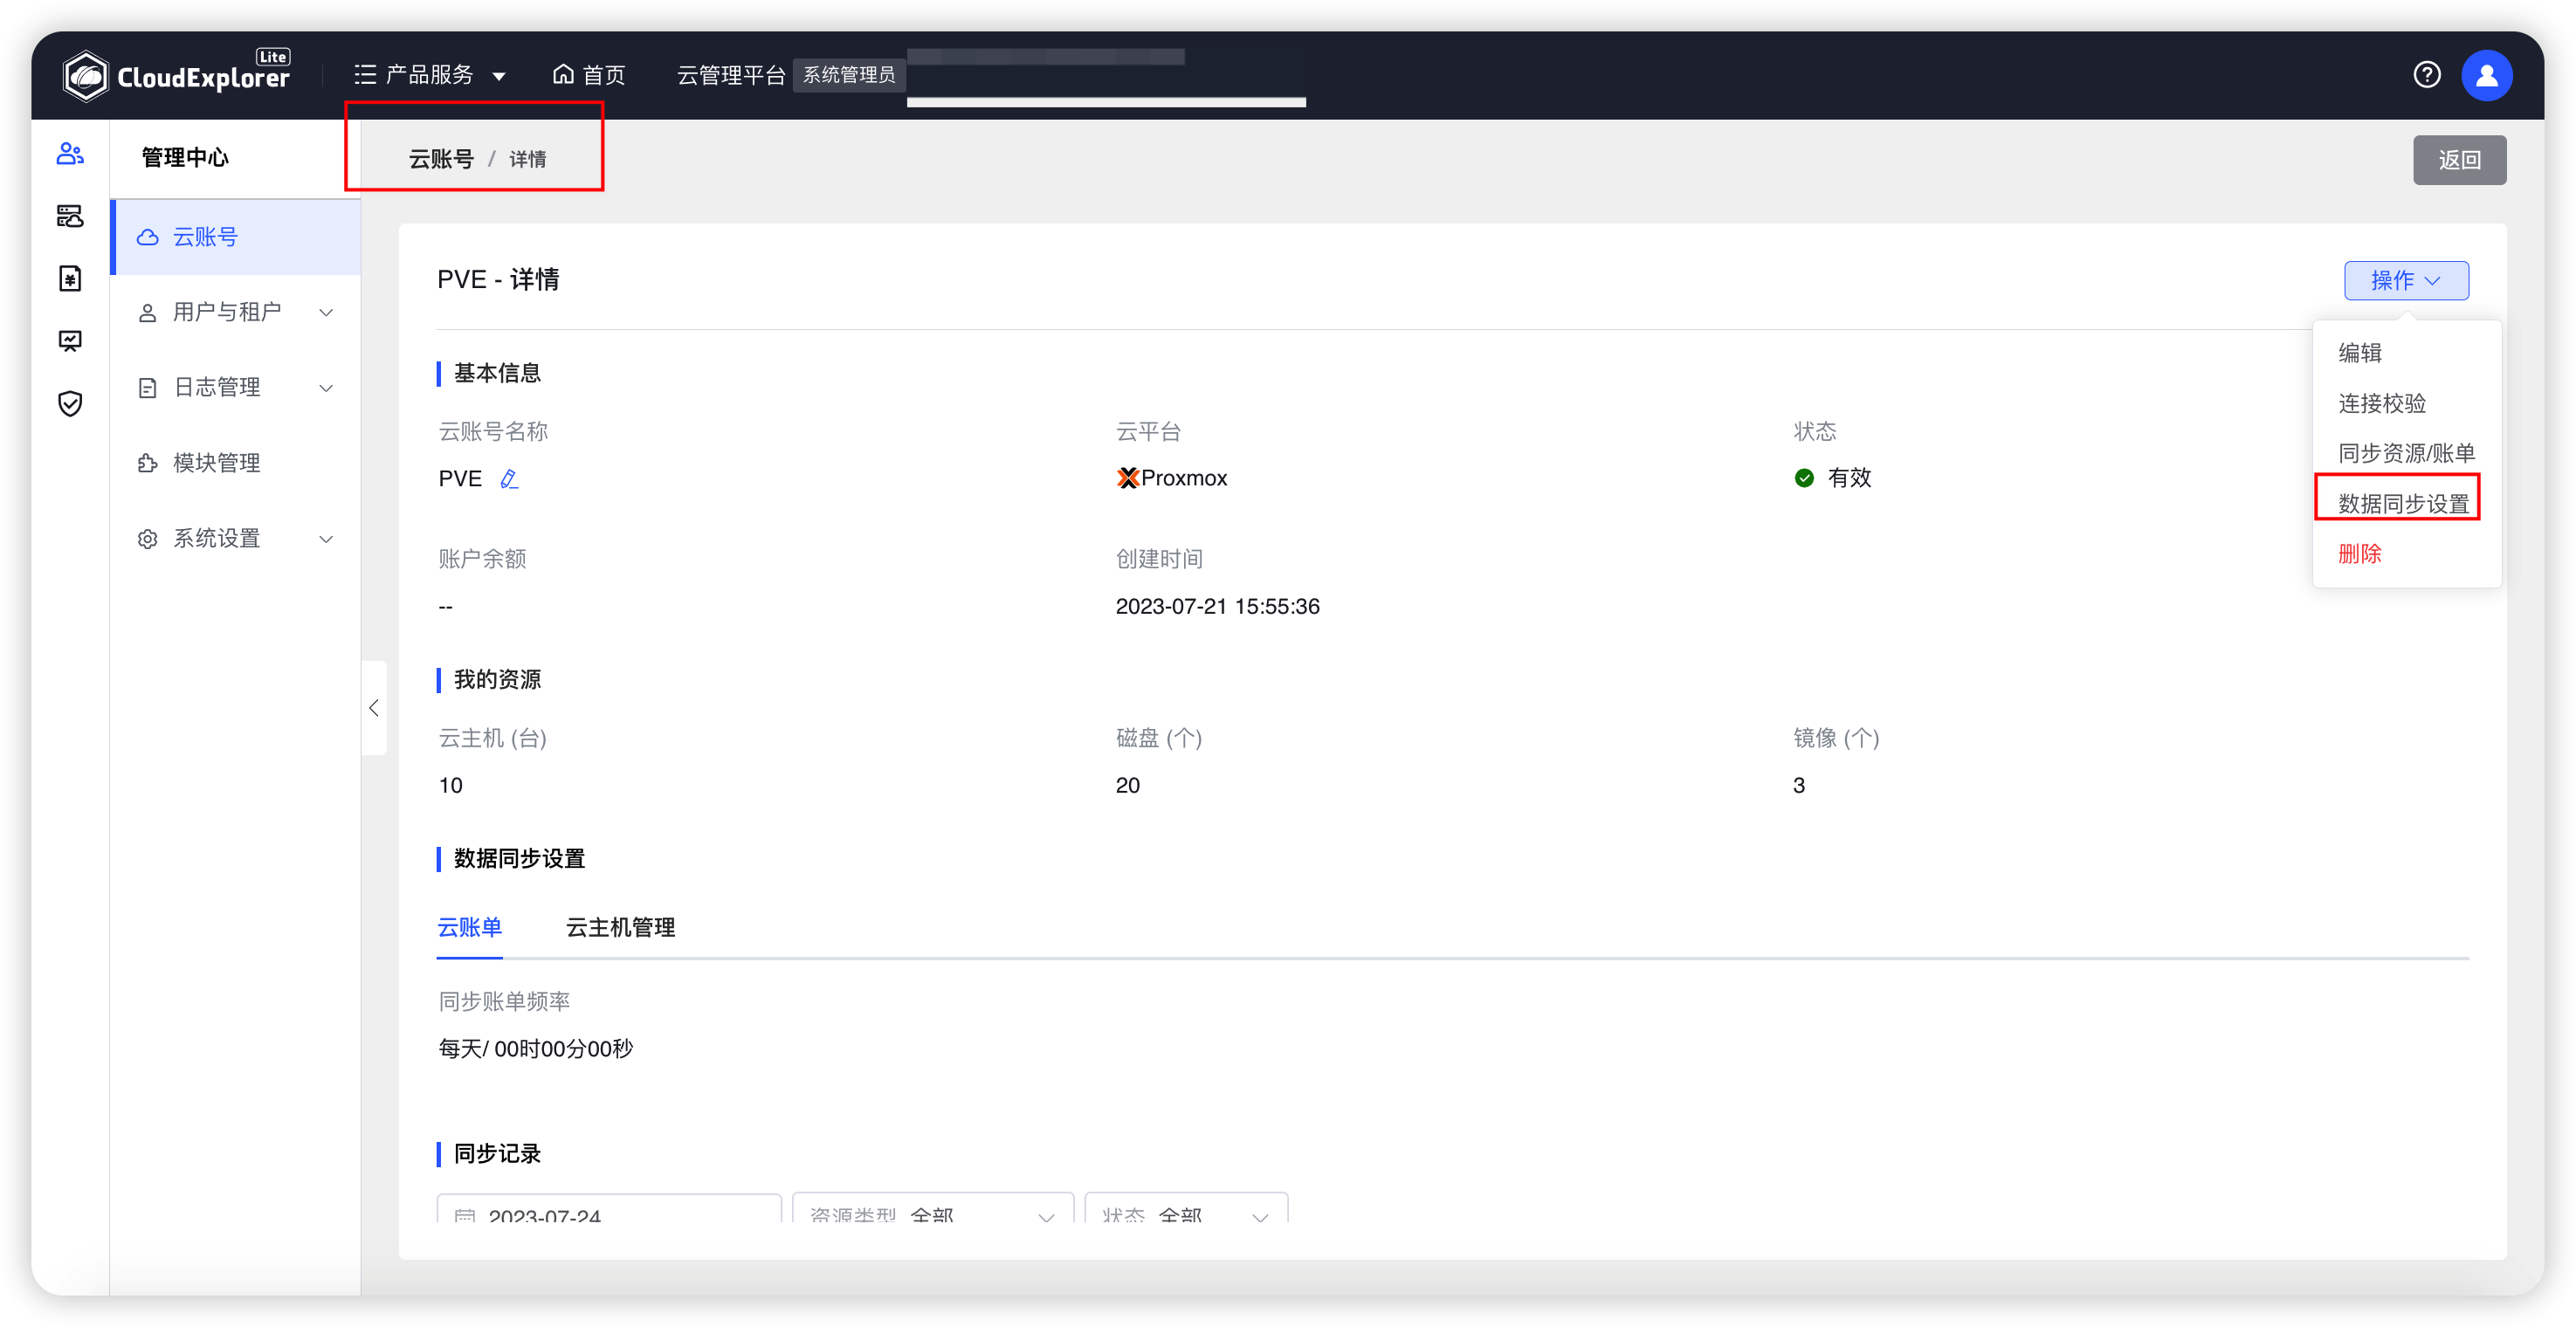 CloudExplorer Lite
产品服务
首页
云管理平台 系统管理员
管理中心
云账号
用户与租户
日志管理
模块管理
系统设置
云账号 / 详情
返回
PVE - 详情
操作
编辑
连接校验
同步资源/账单
数据同步设置
删除
基本信息
云账号名称
PVE
云平台
Proxmox
状态
有效
账户余额
--
创建时间
2023-07-21 15:55:36
我的资源
云主机 (台)
10
磁盘 (个)
20
镜像 (个)
3
数据同步设置
云账单 云主机管理
同步账单频率
每天/ 00时00分00秒
同步记录
2023-07-24 资源类型 全部 状态 全部